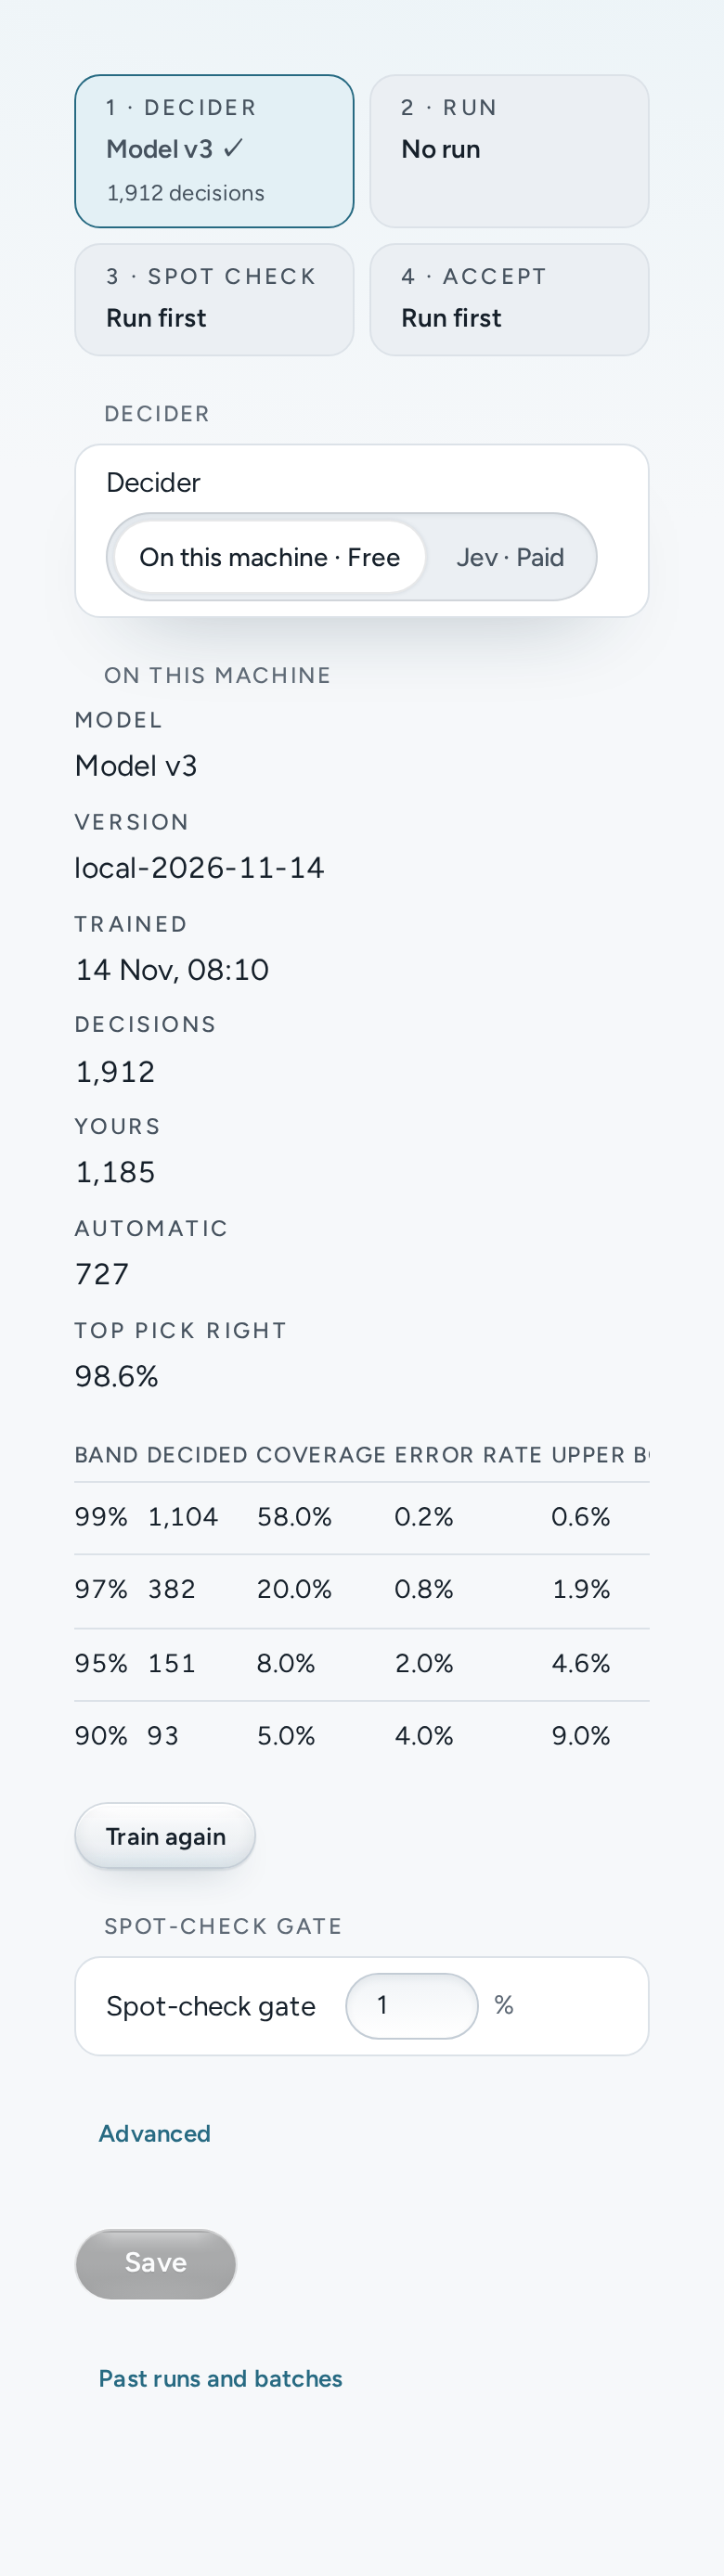 1 · DECIDER
Model v3 ✓
1,912 decisions
2 · RUN
No run
3 · SPOT CHECK
Run first
4 · ACCEPT
Run first
DECIDER
Decider
On this machine · Free
Jev · Paid
ON THIS MACHINE
MODEL
Model v3
VERSION
local-2026-11-14
TRAINED
14 Nov, 08:10
DECISIONS
1,912
YOURS
1,185
AUTOMATIC
727
TOP PICK RIGHT
98.6%
BAND DECIDED COVERAGE ERROR RATE UPPER
99% 1,104 58.0% 0.2% 0.6%
97% 382 20.0% 0.8% 1.9%
95% 151 8.0% 2.0% 4.6%
90% 93 5.0% 4.0% 9.0%
Train again
SPOT-CHECK GATE
Spot-check gate 1 %
Advanced
Save
Past runs and batches